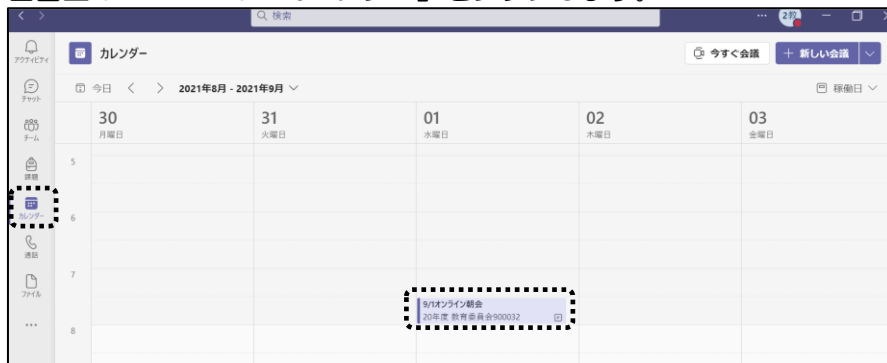 検索
2教
アクティビティ
チャット
チーム
課題
カレンダー
通話
ファイル
カレンダー
今すぐ会議
新しい会議
今日
2021年8月 - 2021年9月
稼働日
30
月曜日
31
火曜日
01
水曜日
02
木曜日
03
金曜日
5
6
7
8
9/1オンライン朝会
20年度 教育委員会900032